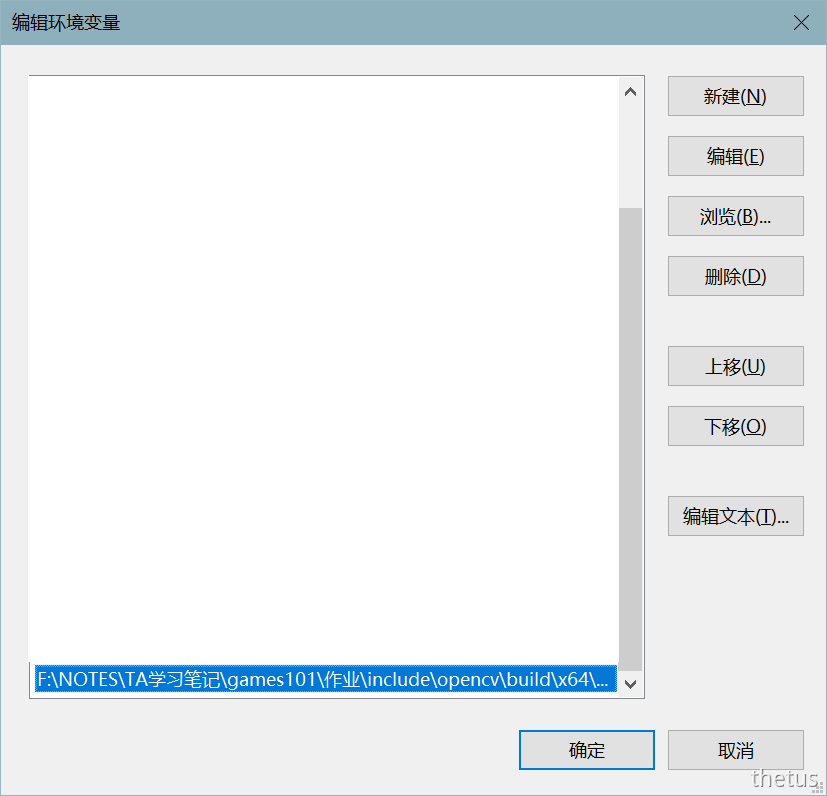 编辑环境变量
新建(N)
编辑(E)
浏览(B)...
删除(D)
上移(U)
下移(O)
编辑文本(T)...
F:\NOTES\TA学习笔记\games101\作业\include\opencv\build\x64\...
确定
取消
thetus